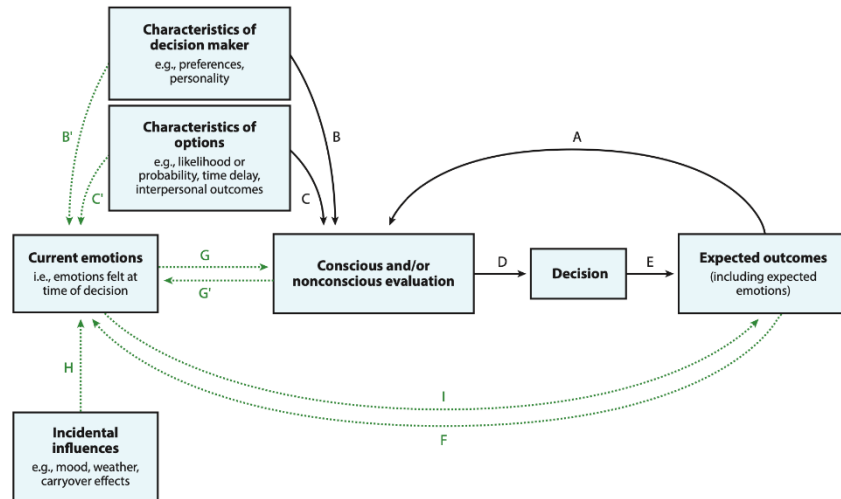 Characteristics of
decision maker
e.g., preferences,
personality
Characteristics of
options
e.g., likelihood or
probability, time delay,
interpersonal outcomes
B'
C'
B
C
A
Current emotions
i.e., emotions felt at
time of decision
G
G'
Conscious and/or
nonconscious evaluation
D
Decision
E
Expected outcomes
(including expected
emotions)
H
I
F
Incidental
influences
e.g., mood, weather,
carryover effects